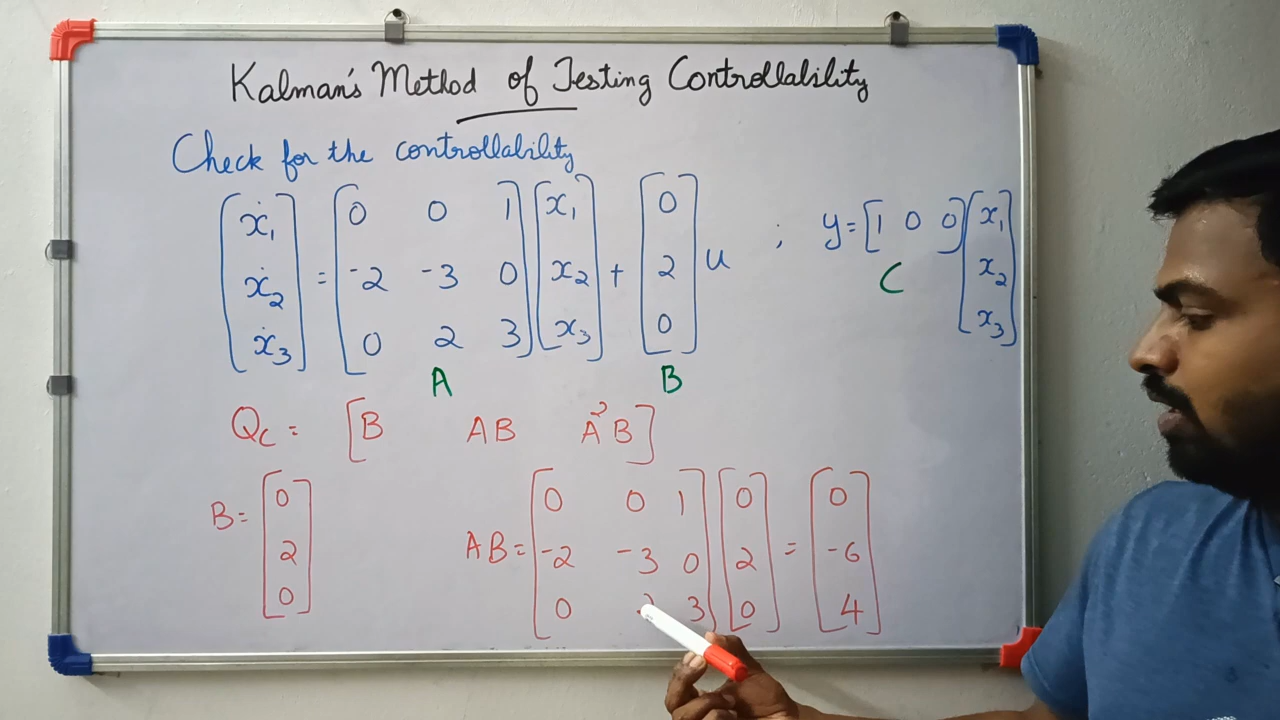 Kalman's Method of Testing Controllability
Check for the controllability
[ẋ₁ ẋ₂ ẋ₃] = [0 0 1; -2 -3 0; 0 2 3] [x₁ x₂ x₃] + [0 2 0] u ; y = [1 0 0] [x₁ x₂ x₃]
A B C
Q_C = [B AB A²B]
B = [0 2 0] AB = [0 0 1; -2 -3 0; 0 2 3] [0 2 0] = [0 -6 4]